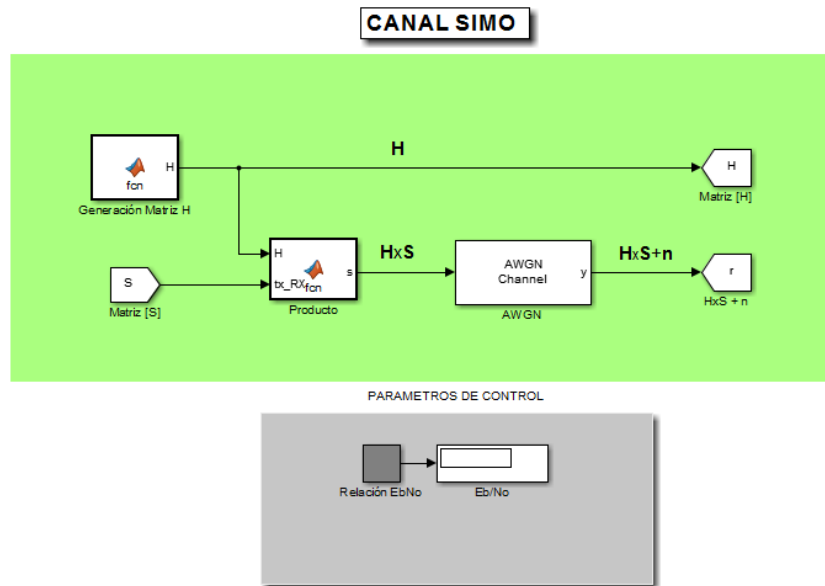 CANAL SIMO
H
H
fcn
Generación Matriz H
H
Matriz [H]
S
Matriz [S]
H
tx_RX
fcn
s
Producto
HxS
AWGN
Channel
y
AWGN
HxS+n
r
HxS + n
PARAMETROS DE CONTROL
Relación EbNo
Eb/No